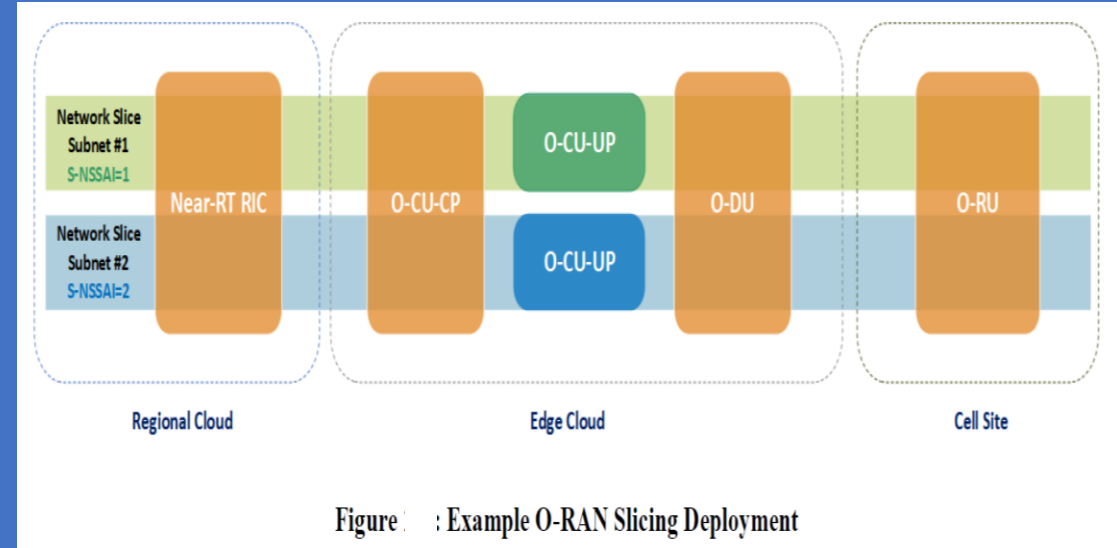 Network Slice
Subnet #1
S-NSSAI=1
Near-RT RIC
O-CU-CP
O-CU-UP
O-DU
O-RU
Network Slice
Subnet #2
S-NSSAI=2
O-CU-UP
Regional Cloud
Edge Cloud
Cell Site
Figure : Example O-RAN Slicing Deployment